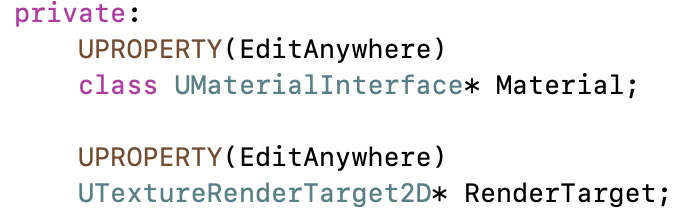 private:
UPROPERTY(EditAnywhere)
class UMaterialInterface* Material;
UPROPERTY(EditAnywhere)
UTextureRenderTarget2D* RenderTarget;